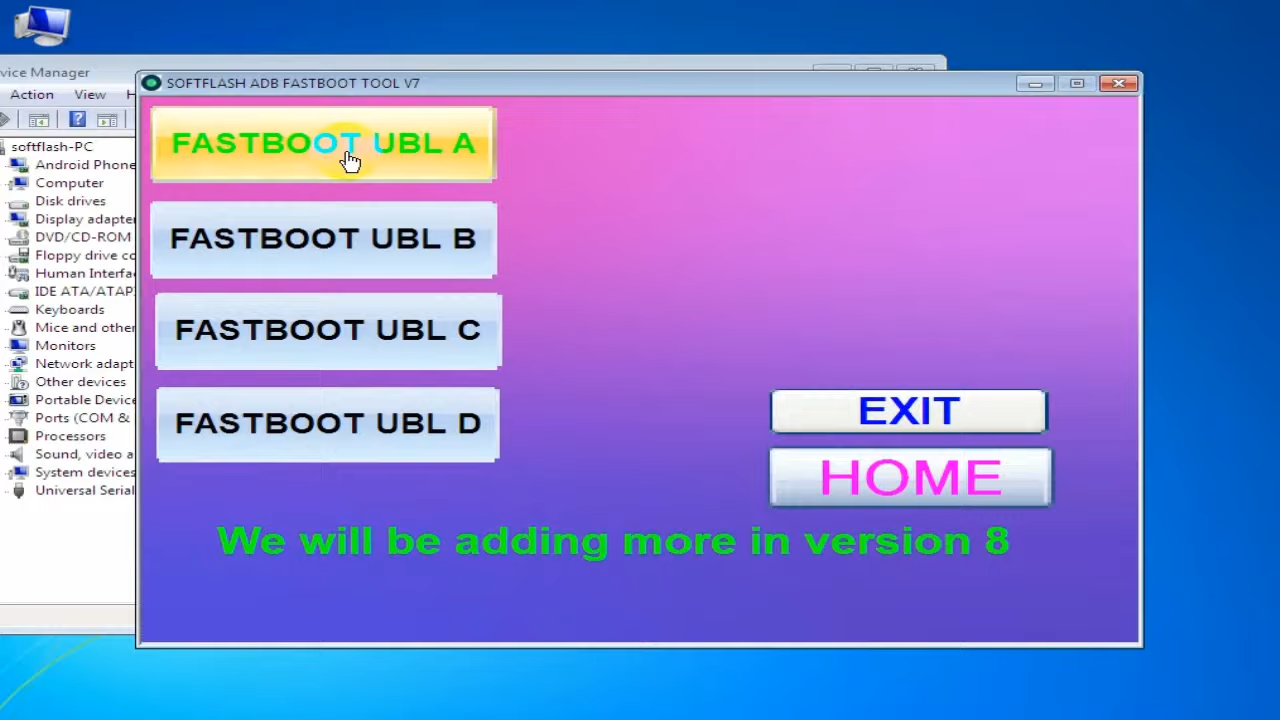 vice Manager
Action View H
softflash-PC
Android Phone
Computer
Disk drives
Display adapte
DVD/CD-ROM
Floppy drive co
Human Interfa
IDE ATA/ATAPI
Keyboards
Mice and other
Monitors
Network adapt
Other devices
Portable Device
Ports (COM &
Processors
Sound, video a
System devices
Universal Serial
SOFTFLASH ADB FASTBOOT TOOL V7
FASTBOOT UBL A
FASTBOOT UBL B
FASTBOOT UBL C
FASTBOOT UBL D
EXIT
HOME
We will be adding more in version 8